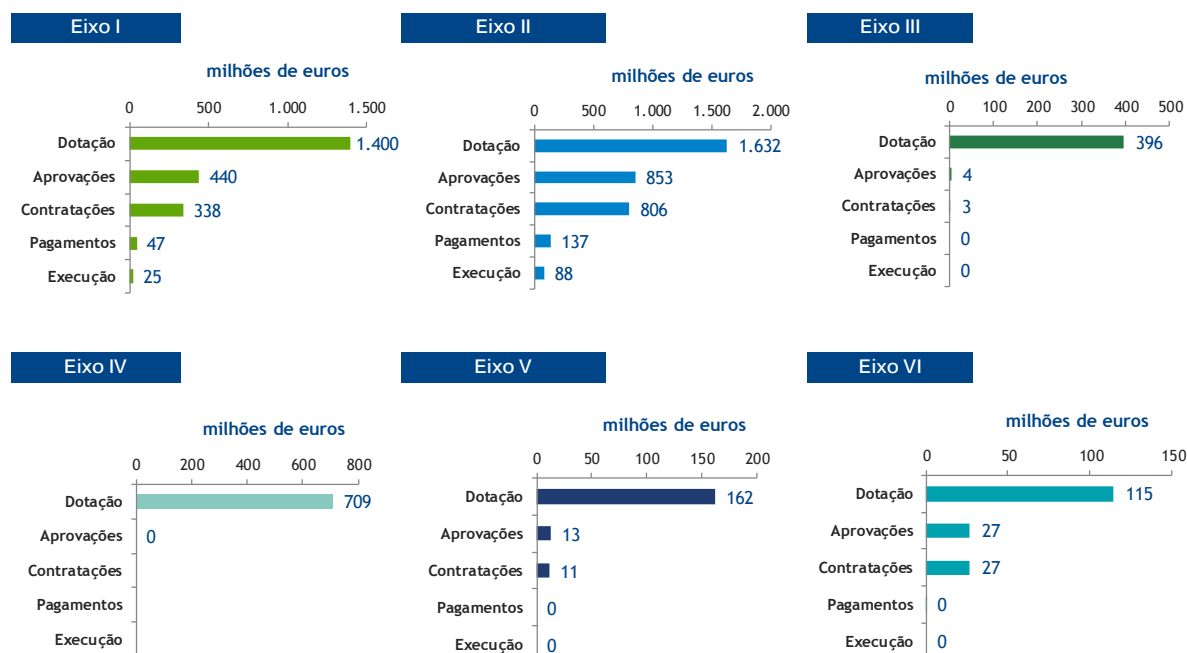 Eixo I
milhões de euros
0 500 1.000 1.500
Dotação 1.400
Aprovações 440
Contratações 338
Pagamentos 47
Execução 25
Eixo II
milhões de euros
0 500 1.000 1.500 2.000
Dotação 1.632
Aprovações 853
Contratações 806
Pagamentos 137
Execução 88
Eixo III
milhões de euros
0 100 200 300 400 500
Dotação 396
Aprovações 4
Contratações 3
Pagamentos 0
Execução 0
Eixo IV
milhões de euros
0 200 400 600 800
Dotação 709
Aprovações 0
Contratações
Pagamentos
Execução
Eixo V
milhões de euros
0 50 100 150 200
Dotação 162
Aprovações 13
Contratações 11
Pagamentos 0
Execução 0
Eixo VI
milhões de euros
0 50 100 150
Dotação 115
Aprovações 27
Contratações 27
Pagamentos 0
Execução 0